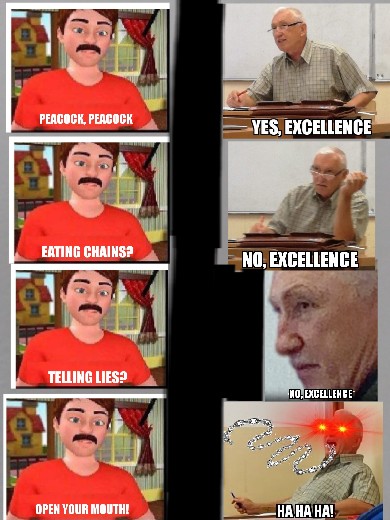 PEACOCK, PEACOCK
YES, EXCELLENCE
EATING CHAINS?
NO, EXCELLENCE
TELLING LIES?
NO, EXCELLENCE
OPEN YOUR MOUTH!
HA HA HA!